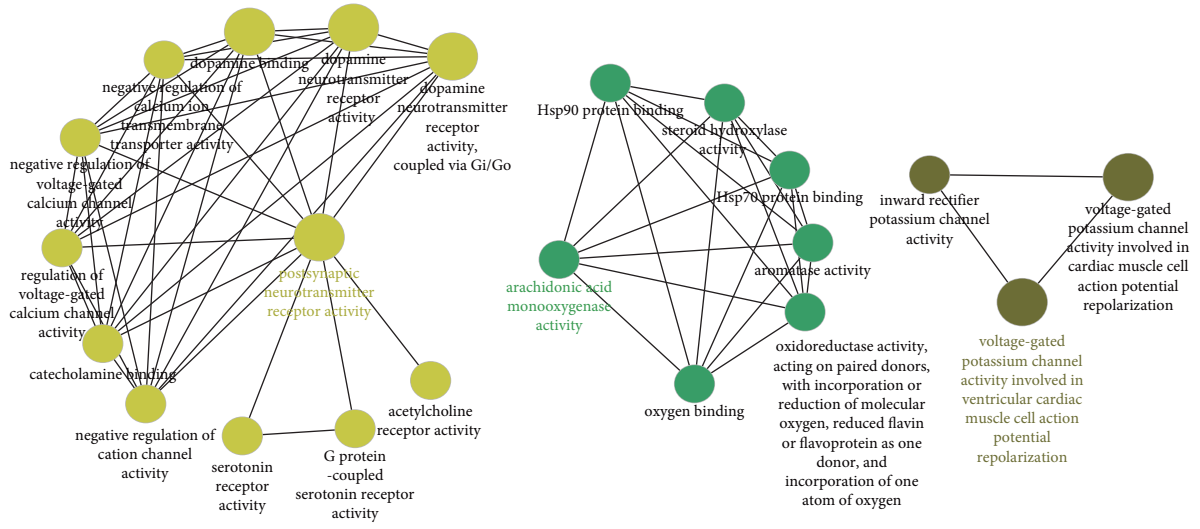 dopamine binding
dopamine
neurotransmitter
receptor
activity
dopamine
neurotransmitter
receptor
activity,
coupled via Gi/Go
negative regulation of
calcium ion
transmembrane
transporter activity
negative regulation of
voltage-gated
calcium channel
activity
regulation of
voltage-gated
calcium channel
activity
postsynaptic
neurotransmitter
receptor activity
catecholamine binding
negative regulation of
cation channel
activity
serotonin
receptor
activity
G protein
-coupled
serotonin receptor
activity
acetylcholine
receptor activity
Hsp90 protein binding
steroid hydroxylase
activity
Hsp70 protein binding
aromatase activity
arachidonic acid
monooxygenase
activity
oxygen binding
oxidoreductase activity,
acting on paired donors,
with incorporation or
reduction of molecular
oxygen, reduced flavin
or flavoprotein as one
donor, and
incorporation of one
atom of oxygen
inward rectifier
potassium channel
activity
voltage-gated
potassium channel
activity involved in
cardiac muscle cell
action potential
repolarization
voltage-gated
potassium channel
activity involved in
ventricular cardiac
muscle cell action
potential
repolarization